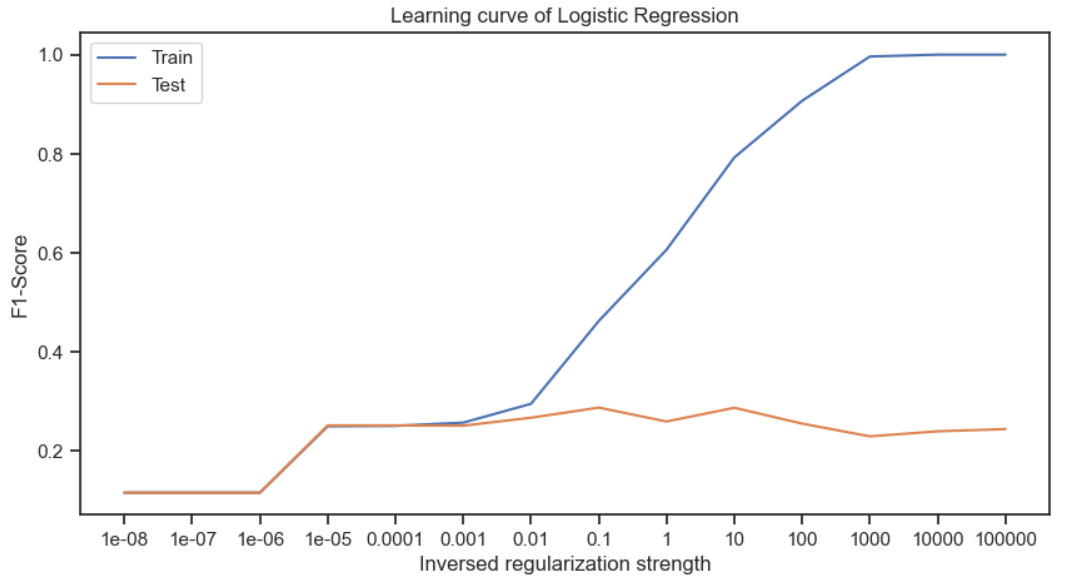 Learning curve of Logistic Regression
Train
Test
F1-Score
1.0
0.8
0.6
0.4
0.2
1e-08 1e-07 1e-06 1e-05 0.0001 0.001 0.01 0.1 1 10 100 1000 10000 100000
Inversed regularization strength